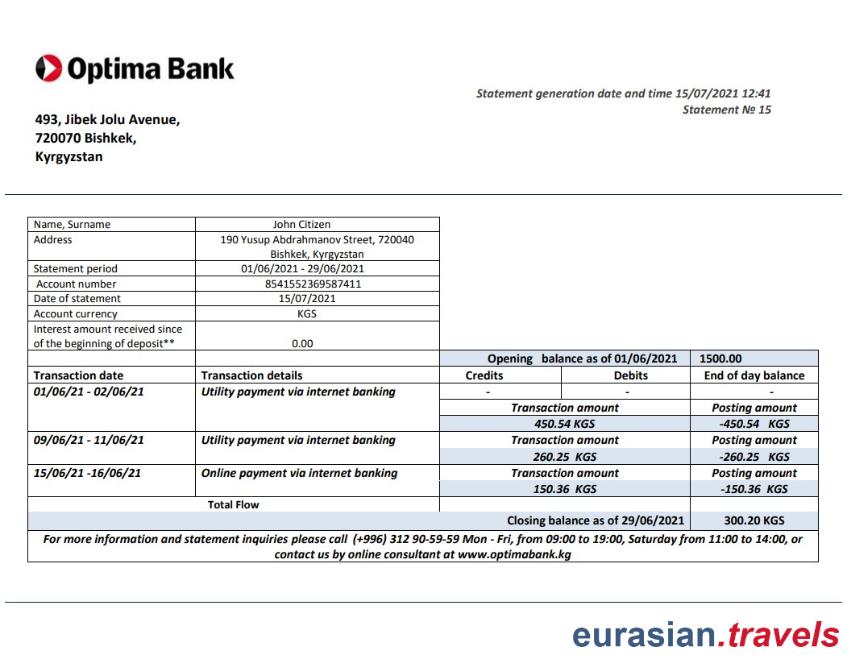 Optima Bank
Statement generation date and time 15/07/2021 12:41
Statement № 15
493, Jibek Jolu Avenue,
720070 Bishkek,
Kyrgyzstan
Name, Surname John Citizen
Address 190 Yusup Abdrahmanov Street, 720040
Bishkek, Kyrgyzstan
Statement period 01/06/2021 - 29/06/2021
Account number 8541552369587411
Date of statement 15/07/2021
Account currency KGS
Interest amount received since
of the beginning of deposit** 0.00
Opening balance as of 01/06/2021 1500.00
Transaction date Transaction details Credits Debits End of day balance
01/06/21 - 02/06/21 Utility payment via internet banking - - -
Transaction amount Posting amount
450.54 KGS -450.54 KGS
09/06/21 - 11/06/21 Utility payment via internet banking Transaction amount Posting amount
260.25 KGS -260.25 KGS
15/06/21 -16/06/21 Online payment via internet banking Transaction amount Posting amount
150.36 KGS -150.36 KGS
Total Flow
Closing balance as of 29/06/2021 300.20 KGS
For more information and statement inquiries please call (+996) 312 90-59-59 Mon - Fri, from 09:00 to 19:00, Saturday from 11:00 to 14:00, or
contact us by online consultant at www.optimabank.kg
eurasian.travels